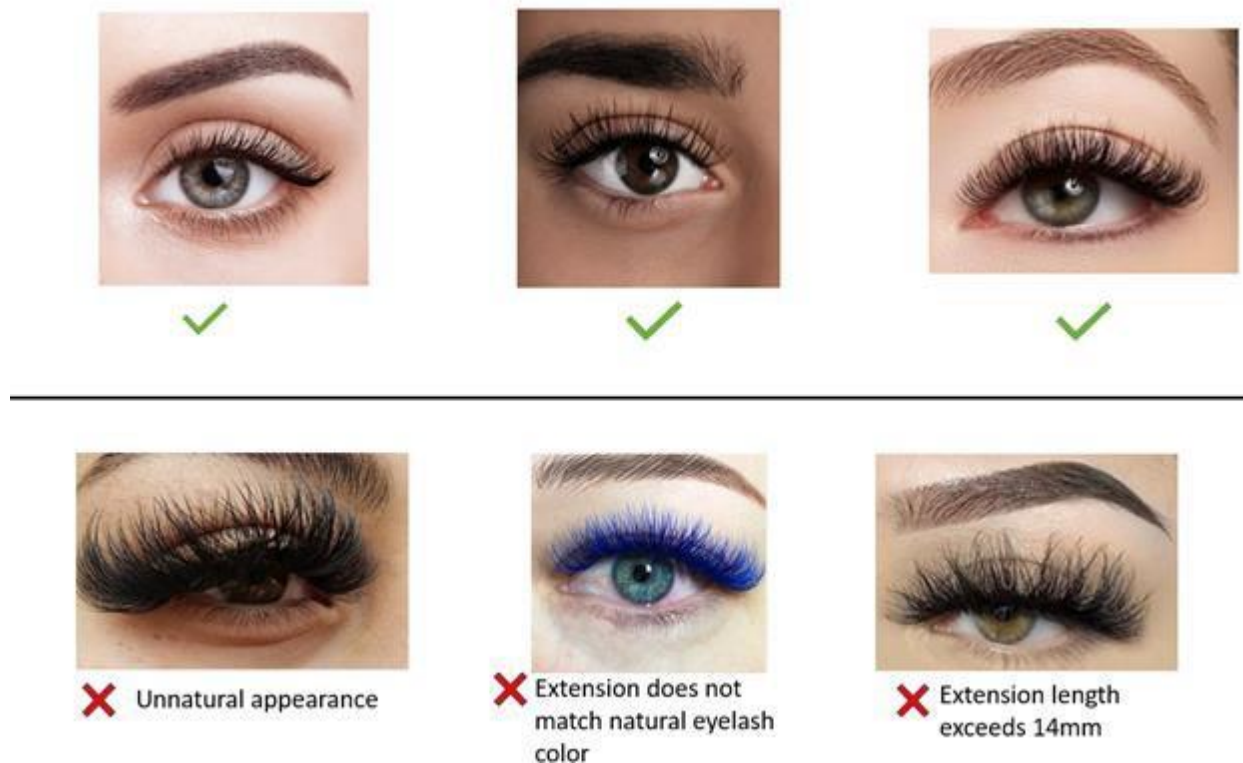 Unnatural appearance
Extension does not
match natural eyelash
color
Extension length
exceeds 14mm